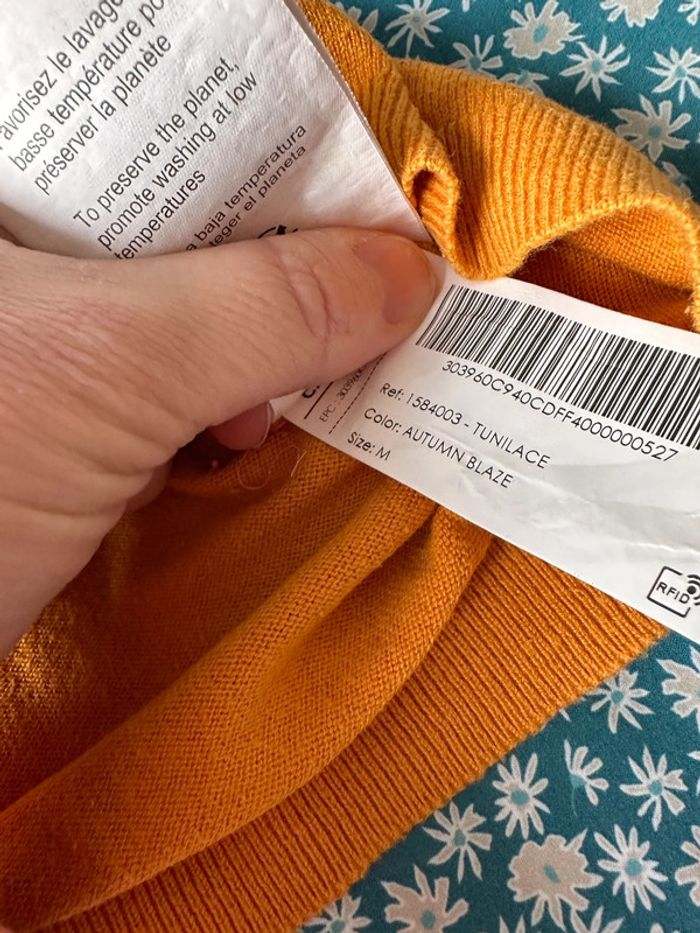 avorisez le lavage
basse température po
préserver la planète
To preserve the planet,
promote washing at low
temperatures
a baja temperatura
teger el planeta
303960C940CDFF4000000527
Ref: 1584003 - TUNILACE
Color: AUTUMN BLAZE
Size: M
RFID